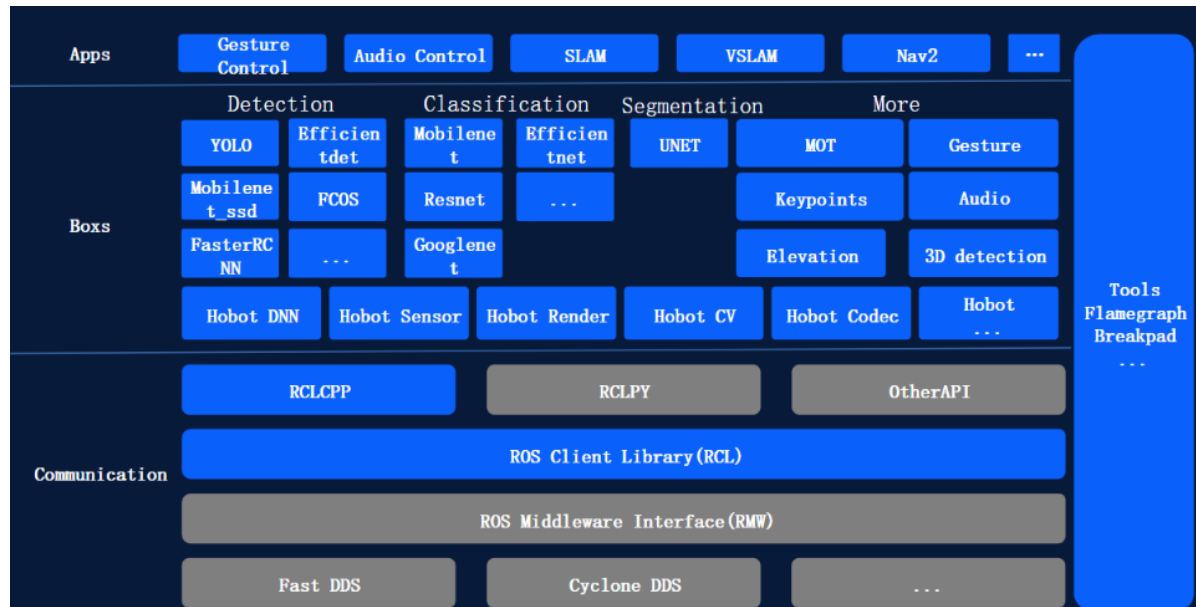 Apps
Gesture
Control
Audio Control
SLAM
VSLAM
Nav2
...
Detection
Classification
Segmentation
More
Boxs
YOLO
Efficien
tdet
Mobilene
t
Efficien
tnet
UNET
MOT
Gesture
Mobilene
t_ssd
FCOS
Resnet
...
Keypoints
Audio
FasterRC
NN
...
Googlene
t
Elevation
3D detection
Hobot DNN
Hobot Sensor
Hobot Render
Hobot CV
Hobot Codec
Hobot
...
Communication
RCLCPP
RCLPY
OtherAPI
ROS Client Library(RCL)
ROS Middleware Interface(RMW)
Fast DDS
Cyclone DDS
...
Tools
Flamegraph
Breakpad
...